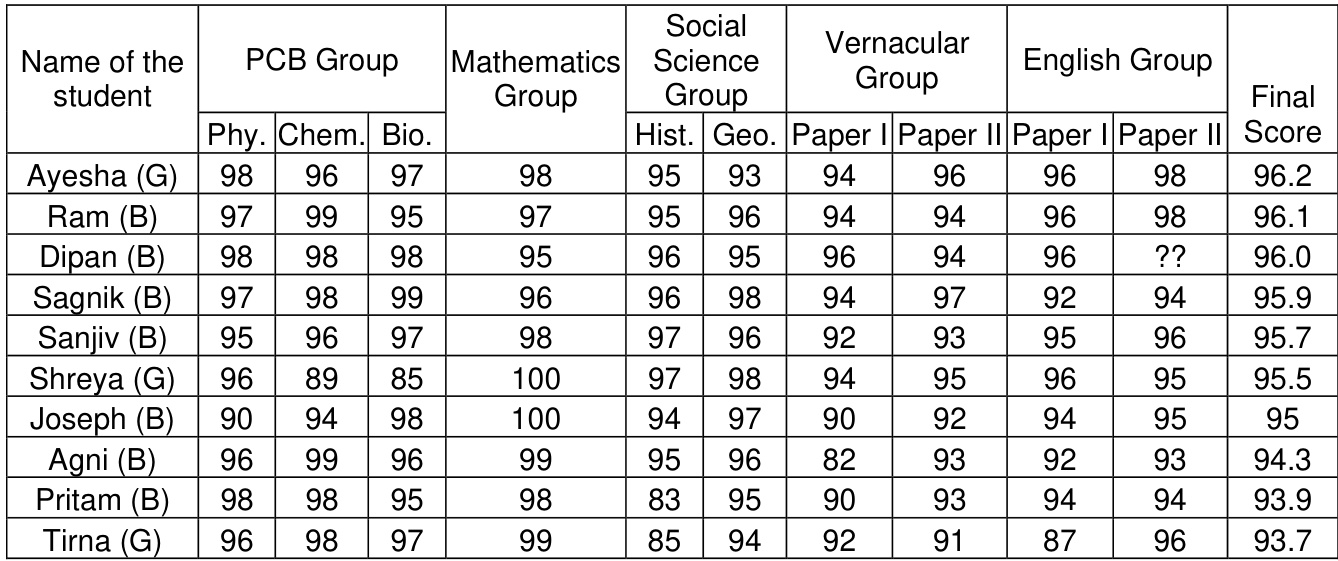 Name of the student PCB Group Mathematics Group Social Science Group Vernacular Group English Group Final Score
Phy. Chem. Bio. Hist. Geo. Paper I Paper II Paper I Paper II
Ayesha (G) 98 96 97 98 95 93 94 96 96 98 96.2
Ram (B) 97 99 95 97 95 96 94 94 96 98 96.1
Dipan (B) 98 98 98 95 96 95 96 94 96 ?? 96.0
Sagnik (B) 97 98 99 96 96 98 94 97 92 94 95.9
Sanjiv (B) 95 96 97 98 97 96 92 93 95 96 95.7
Shreya (G) 96 89 85 100 97 98 94 95 96 95 95.5
Joseph (B) 90 94 98 100 94 97 90 92 94 95 95
Agni (B) 96 99 96 99 95 96 82 93 92 93 94.3
Pritam (B) 98 98 95 98 83 95 90 93 94 94 93.9
Tirna (G) 96 98 97 99 85 94 92 91 87 96 93.7